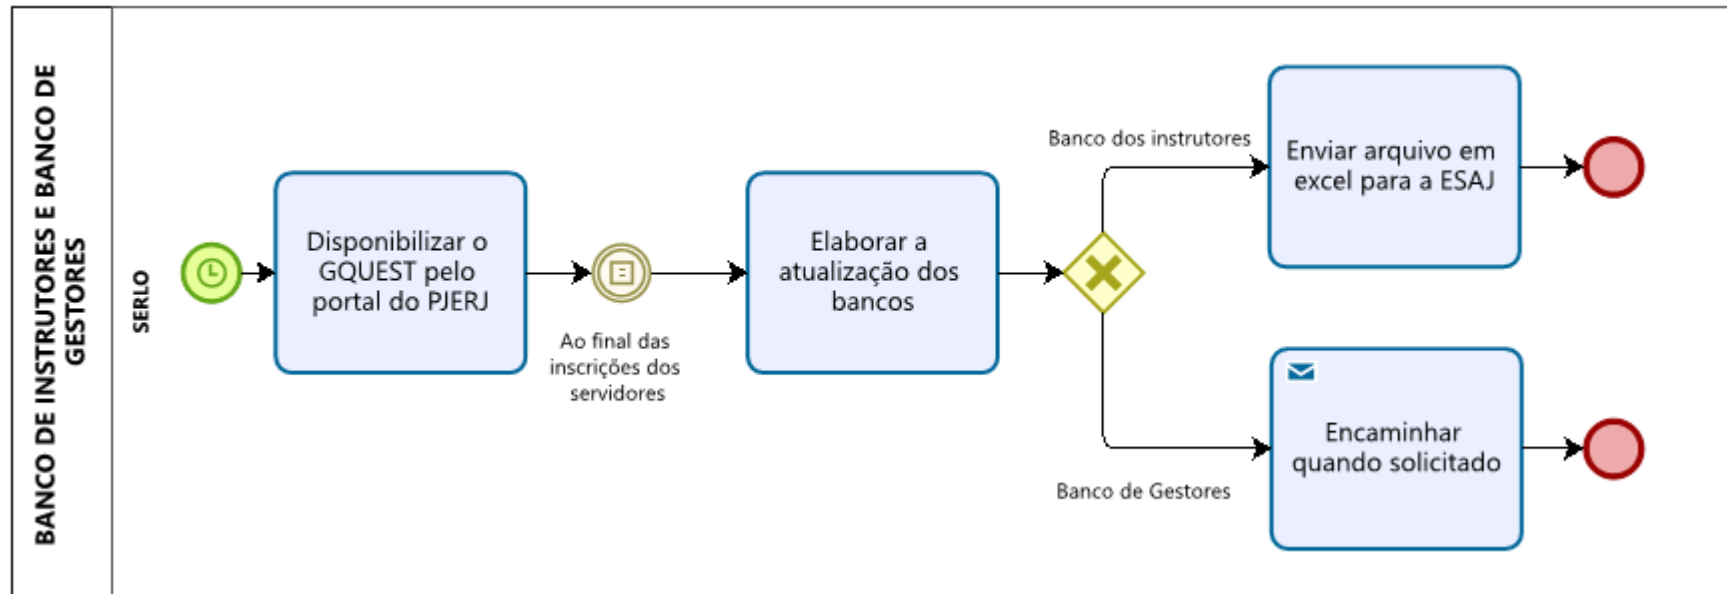 BANCO DE INSTRUTORES E BANCO DE
GESTORES
SERLO
Disponibilizar o
GQUEST pelo
portal do PJERJ
Ao final das
inscrições dos
servidores
Elaborar a
atualização dos
bancos
Banco dos instrutores
Enviar arquivo em
excel para a ESAJ
Banco de Gestores
Encaminhar
quando solicitado